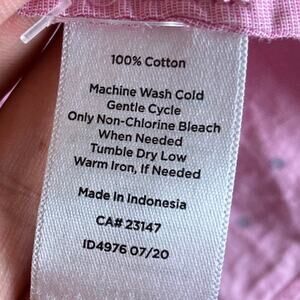 100% Cotton
Machine Wash Cold
Gentle Cycle
Only Non-Chlorine Bleach
When Needed
Tumble Dry Low
Warm Iron, If Needed
Made in Indonesia
CA# 23147
ID4976 07/20